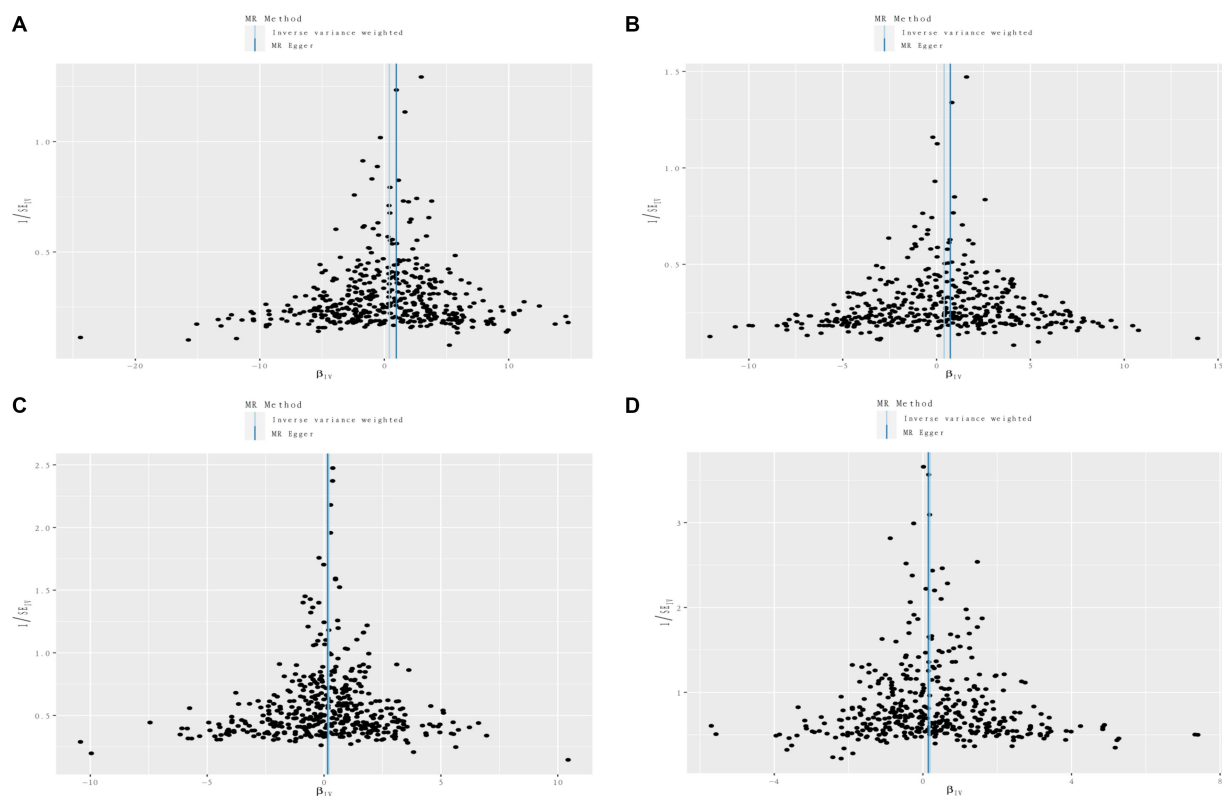 A
MR Method
Inverse variance weighted
MR Egger
1/SE_IV
1.0
0.5
−20
−10
0
10
β_IV
B
MR Method
Inverse variance weighted
MR Egger
1/SE_IV
1.5
1.0
0.5
−10
−5
0
5
10
15
β_IV
C
MR Method
Inverse variance weighted
MR Egger
1/SE_IV
2.5
2.0
1.5
1.0
0.5
−10
−5
0
5
10
β_IV
D
MR Method
Inverse variance weighted
MR Egger
1/SE_IV
3
2
1
−4
0
4
8
β_IV